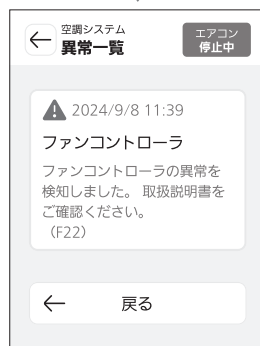 空調システム
異常一覧
エアコン
停止中
2024/9/8 11:39
ファンコントローラ
ファンコントローラの異常を
検知しました。 取扱説明書を
ご確認ください。
（F22）
戻る